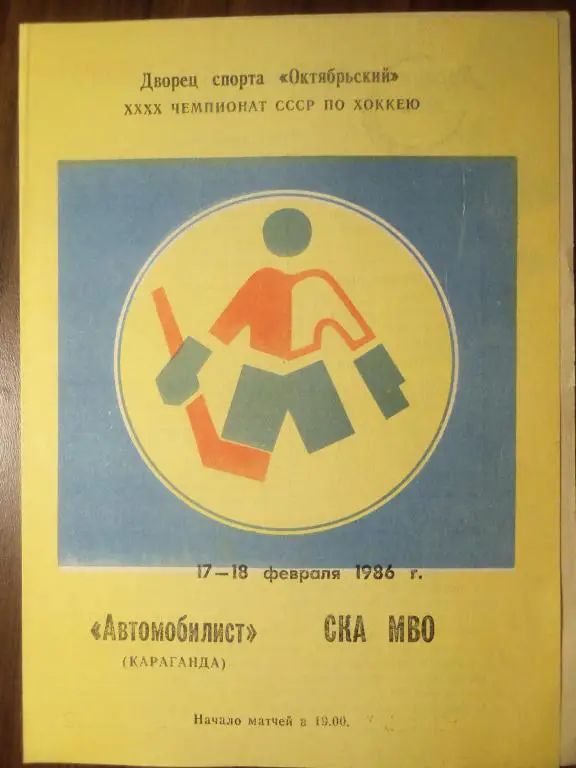 Дворец спорта «Октябрьский»
XXXX ЧЕМПИОНАТ СССР ПО ХОККЕЮ
17—18 февраля 1986 г.
«Автомобилист» СКА МВО
(КАРАГАНДА)
Начало матчей в 19.00.